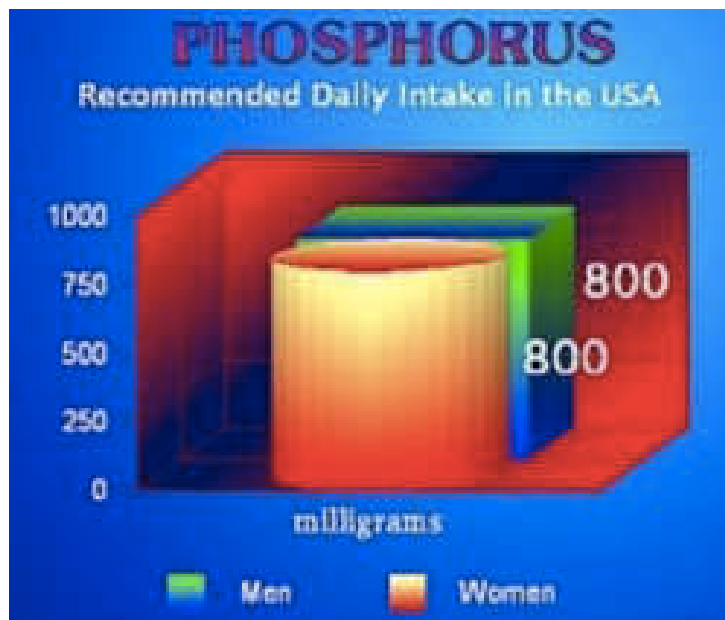 PHOSPHORUS
Recommended Daily Intake in the USA
1000
750
500
250
0
800
800
milligrams
Men
Women